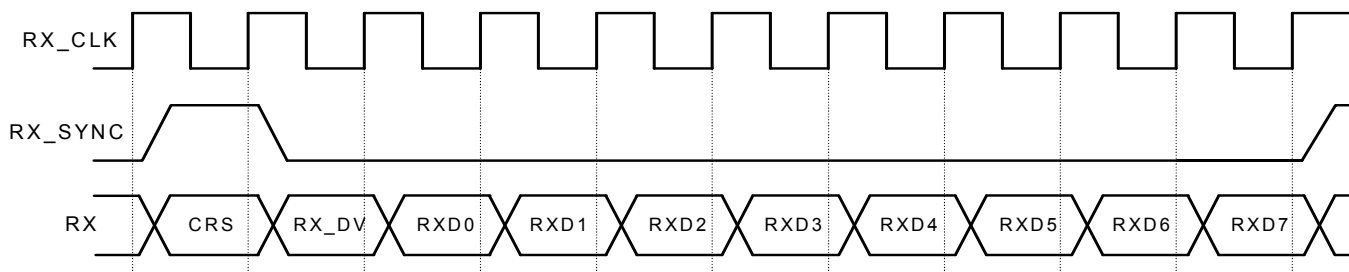 RX_CLK
RX_SYNC
RX CRS RX_DV RXD0 RXD1 RXD2 RXD3 RXD4 RXD5 RXD6 RXD7